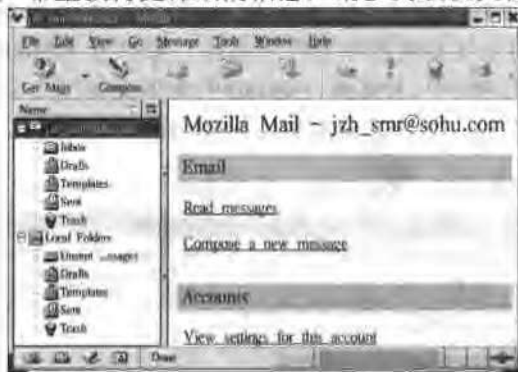 File Edit View Go Message Tools Window Help
Get Msgs Compose
Name
Mozilla Mail - jzh_smr@sohu.com
Inbox
Drafts
Templates
Sent
Trash
Local Folders
Unsent ...ssages
Drafts
Templates
Sent
Trash
Email
Read messages
Compose a new message
Accounts
View settings for this account
Done